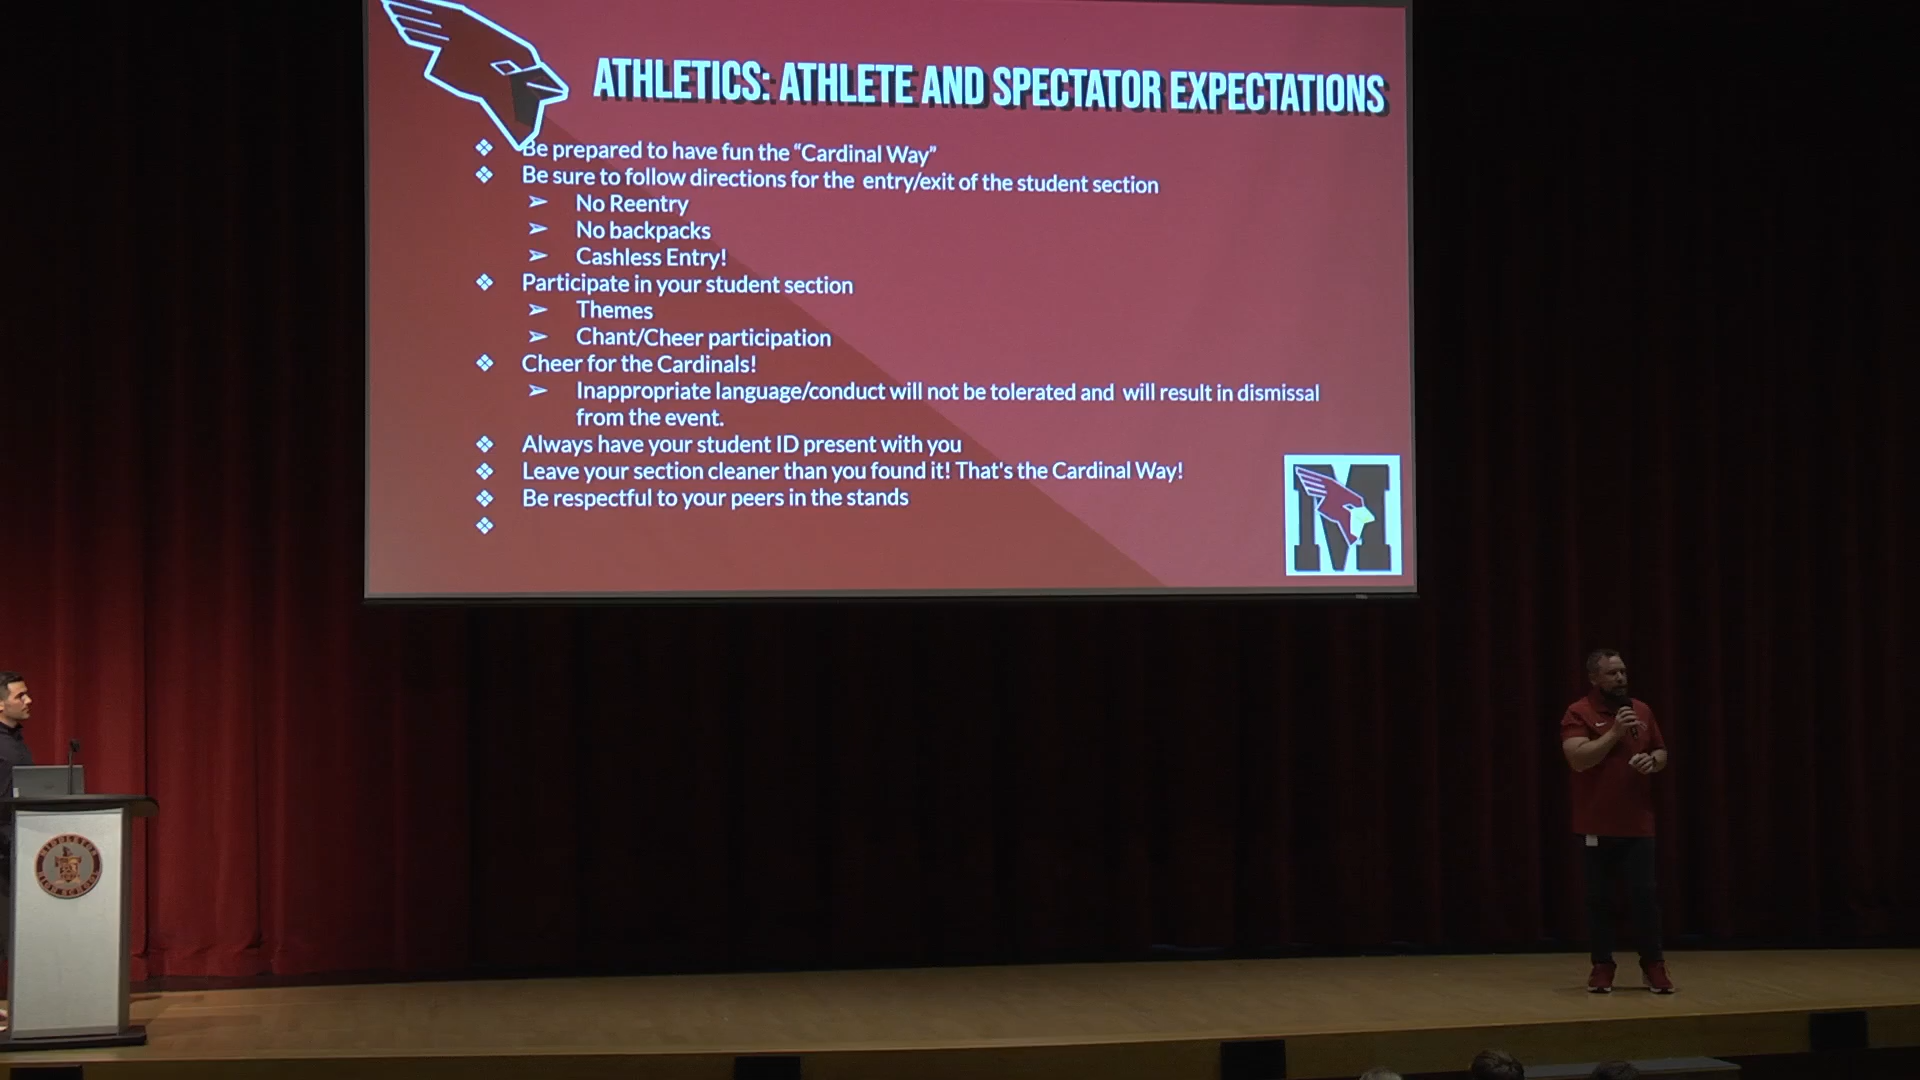 ATHLETICS: ATHLETE AND SPECTATOR EXPECTATIONS
❖ Be prepared to have fun the “Cardinal Way”
❖ Be sure to follow directions for the entry/exit of the student section
➢ No Reentry
➢ No backpacks
➢ Cashless Entry!
❖ Participate in your student section
➢ Themes
➢ Chant/Cheer participation
❖ Cheer for the Cardinals!
➢ Inappropriate language/conduct will not be tolerated and will result in dismissal
from the event.
❖ Always have your student ID present with you
❖ Leave your section cleaner than you found it! That's the Cardinal Way!
❖ Be respectful to your peers in the stands
❖
M
MIDDLETON
HIGH SCHOOL